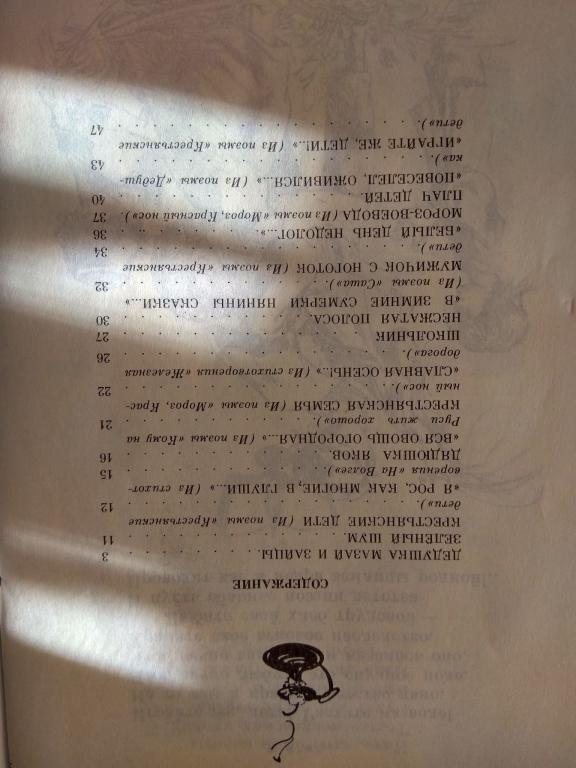 СОДЕРЖАНИЕ
ДЕДУШКА МАЗАЙ И ЗАЙЦЫ. . . . . . . . . 3
ЗЕЛЕНЫЙ ШУМ. . . . . . . . . . . 11
КРЕСТЬЯНСКИЕ ДЕТИ (Из поэмы «Крестьянские
дети»). . . . . . . . . . . . . . 12
«Я РОС, КАК МНОГИЕ, В ГЛУШИ...» (Из стихот-
ворения «На Волге»). . . . . . . . . . 15
ДЯДЮШКА ЯКОВ. . . . . . . . . . . 16
«ВСЯ ОВОЩЬ ОГОРОДНАЯ...» (Из поэмы «Кому на
Руси жить хорошо»). . . . . . . . . . 21
КРЕСТЬЯНСКАЯ СЕМЬЯ (Из поэмы «Мороз, Крас-
ный нос»). . . . . . . . . . . . . 22
«СЛАВНАЯ ОСЕНЬ!...» (Из стихотворения «Железная
дорога»). . . . . . . . . . . . . 26
ШКОЛЬНИК . . . . . . . . . . . . 27
НЕСЖАТАЯ ПОЛОСА. . . . . . . . . . 30
«В ЗИМНИЕ СУМЕРКИ НЯНИНЫ СКАЗКИ...»
(Из поэмы «Саша»). . . . . . . . . . 32
МУЖИЧОК С НОГОТОК (Из поэмы «Крестьянские
дети»). . . . . . . . . . . . . . 34
«БЕЛЫЙ ДЕНЬ НЕДОЛОГ...». . . . . . . . 36
МОРОЗ-ВОЕВОДА (Из поэмы «Мороз, Красный нос»). 37
ПЛАЧ ДЕТЕЙ. . . . . . . . . . . . 40
«ПОВЕСЕЛЕЛ, ОЖИВИЛСЯ...» (Из поэмы «Дедуш-
ка»). . . . . . . . . . . . . . 43
«ИГРАЙТЕ ЖЕ, ДЕТИ!...» (Из поэмы «Крестьянские
дети»). . . . . . . . . . . . . . 47